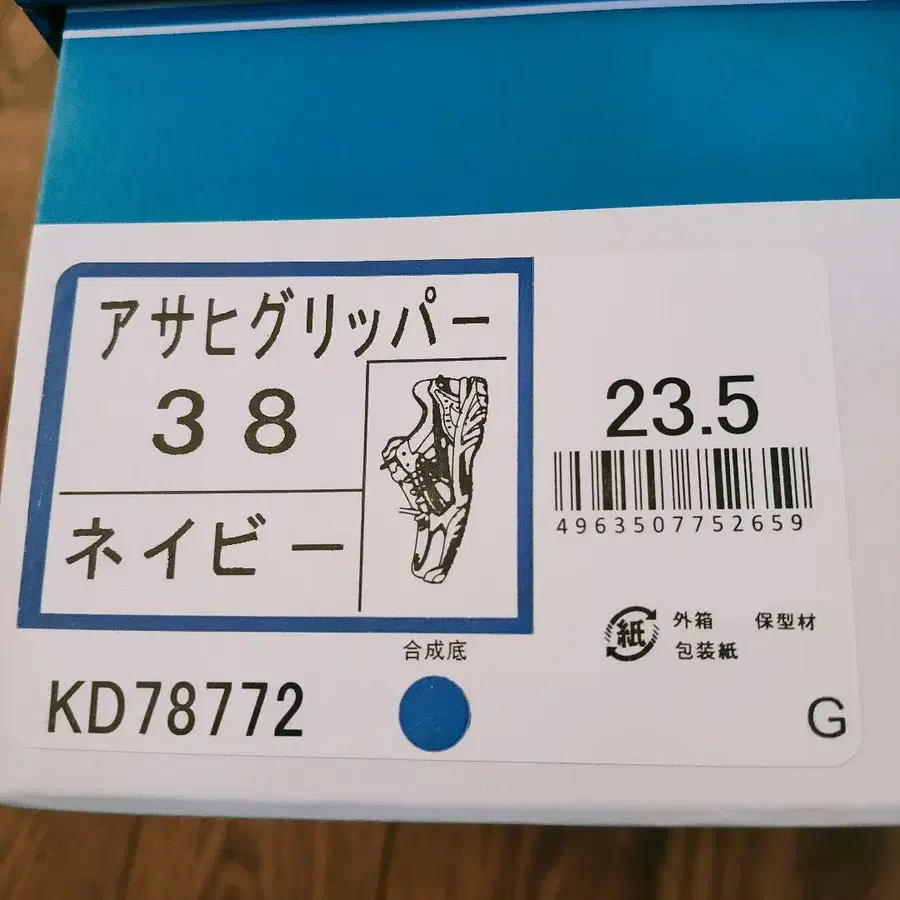 アサヒグリッパー
38
ネイビー
23.5
4963507752659
紙
外箱 保型材
包装紙
合成底
KD78772
G